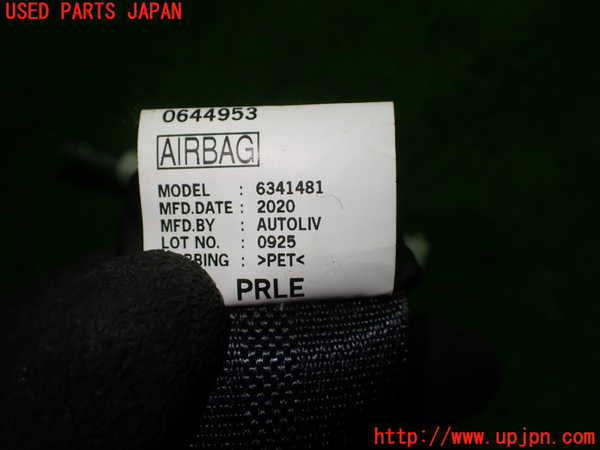 USED PARTS JAPAN
0644953
AIRBAG
MODEL : 6341481
MFD.DATE : 2020
MFD.BY : AUTOLIV
LOT NO. : 0925
: >PET<
PRLE
http://www.upjpn.com/